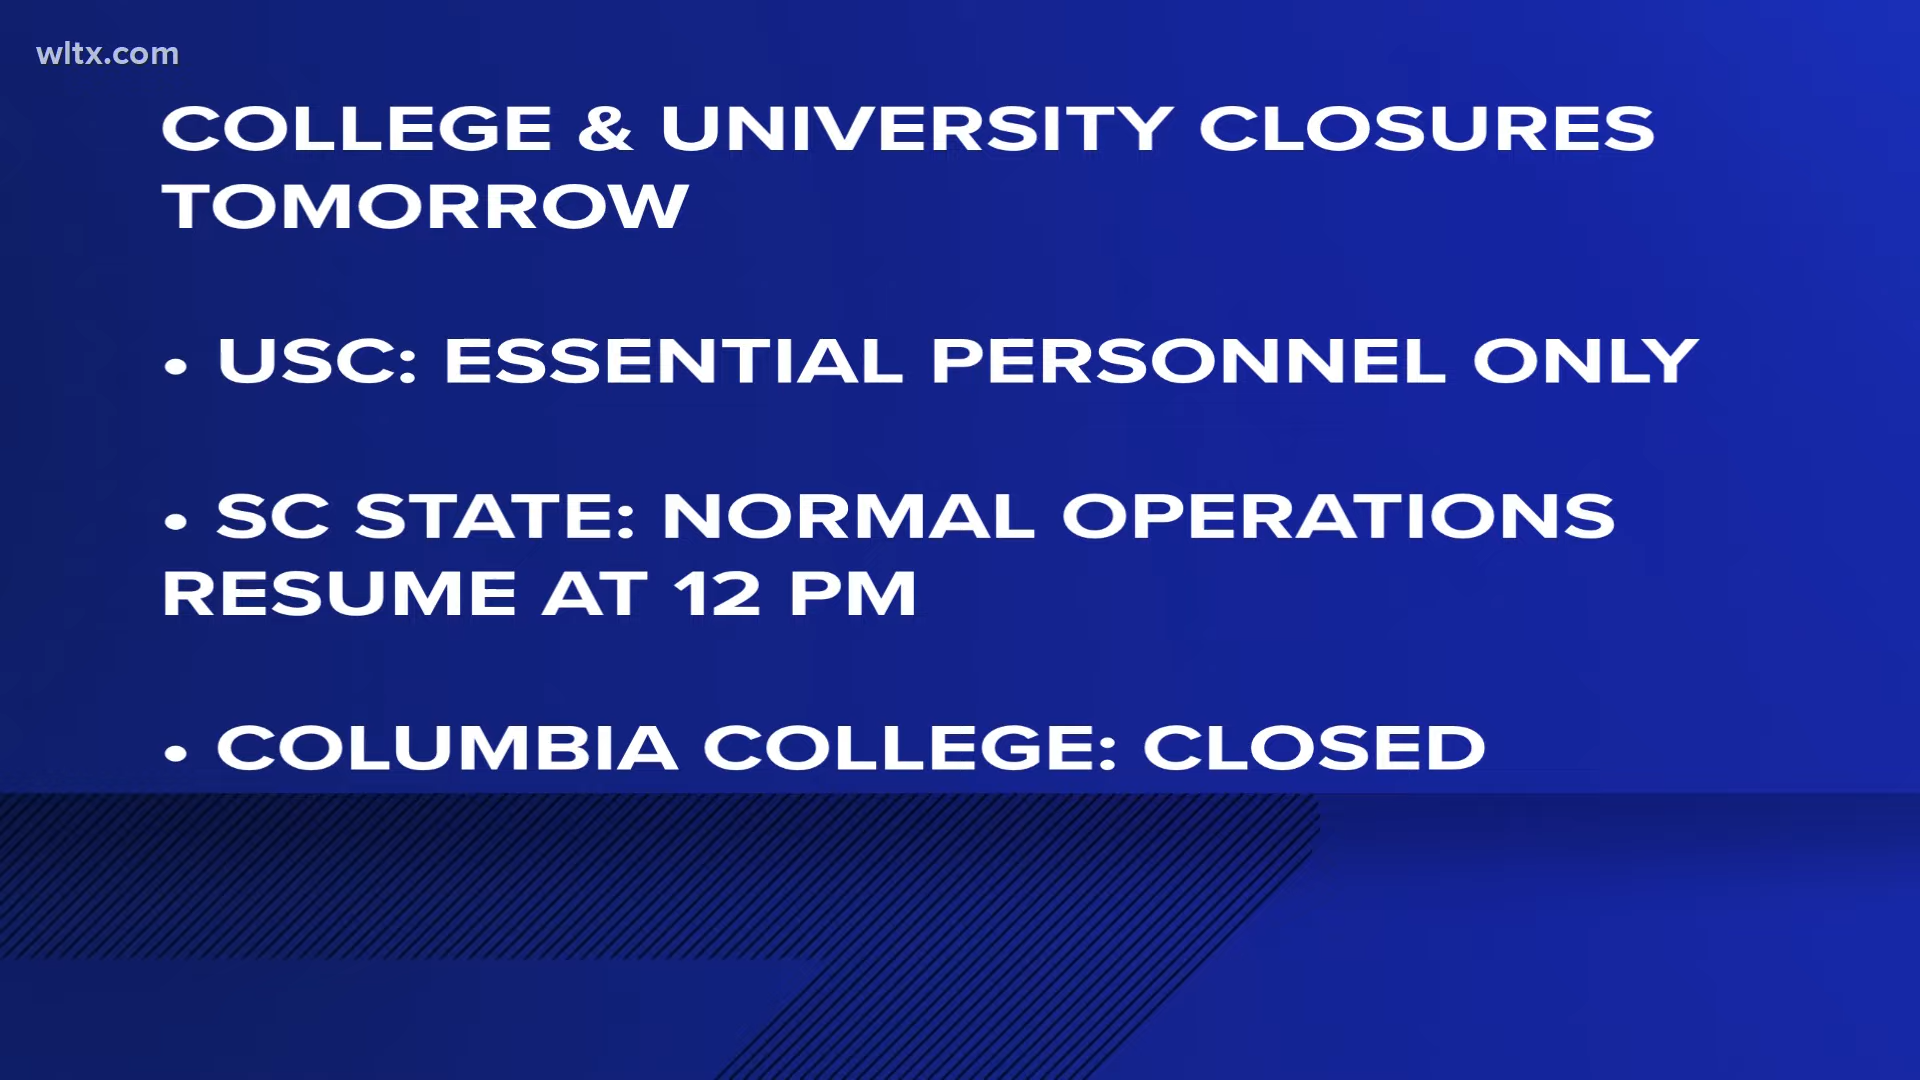 wltx.com
COLLEGE & UNIVERSITY CLOSURES
TOMORROW
• USC: ESSENTIAL PERSONNEL ONLY
• SC STATE: NORMAL OPERATIONS
RESUME AT 12 PM
• COLUMBIA COLLEGE: CLOSED